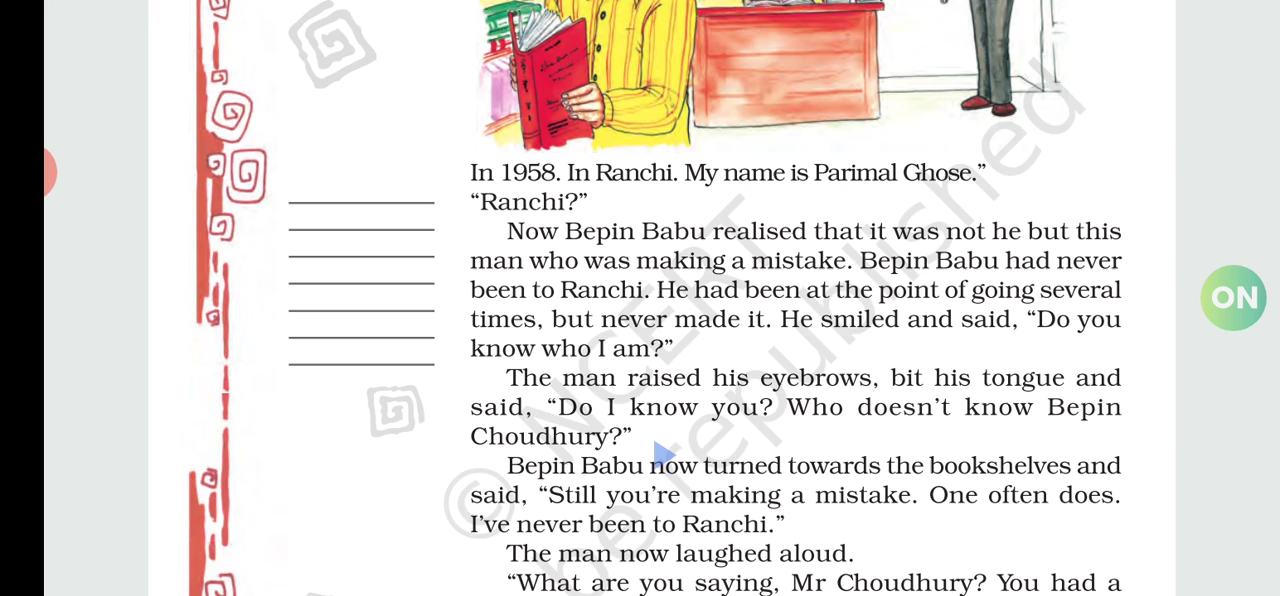 In 1958. In Ranchi. My name is Parimal Ghose.”
“Ranchi?”
Now Bepin Babu realised that it was not he but this
man who was making a mistake. Bepin Babu had never
been to Ranchi. He had been at the point of going several
times, but never made it. He smiled and said, “Do you
know who I am?”
The man raised his eyebrows, bit his tongue and
said, “Do I know you? Who doesn’t know Bepin
Choudhury?”
Bepin Babu now turned towards the bookshelves and
said, “Still you’re making a mistake. One often does.
I’ve never been to Ranchi.”
The man now laughed aloud.
“What are you saying, Mr Choudhury? You had a
© NCERT
be republished
ON